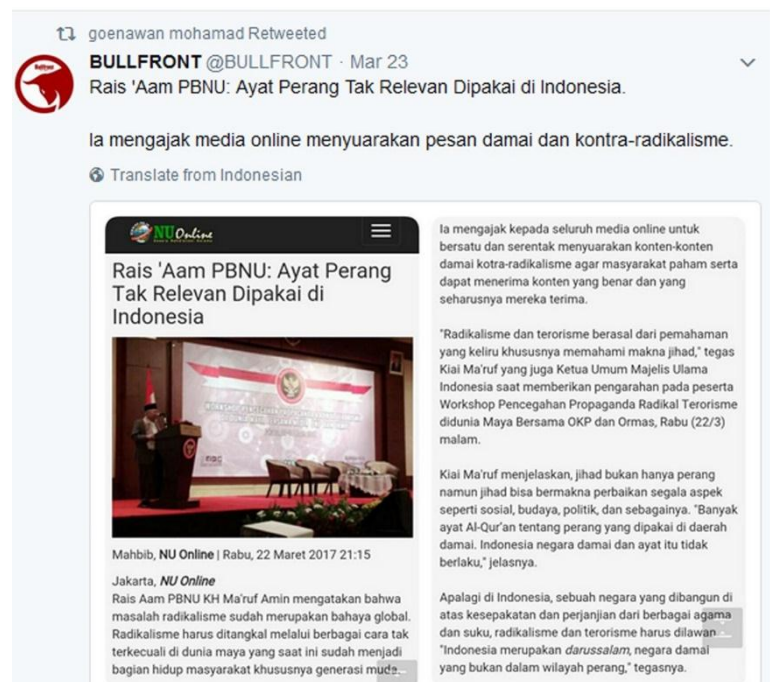 goenawan mohamad Retweeted
BULLFRONT @BULLFRONT · Mar 23
Rais 'Aam PBNU: Ayat Perang Tak Relevan Dipakai di Indonesia.
Ia mengajak media online menyuarakan pesan damai dan kontra-radikalisme.
Translate from Indonesian
NU Online
Rais 'Aam PBNU: Ayat Perang
Tak Relevan Dipakai di
Indonesia
Mahbib, NU Online | Rabu, 22 Maret 2017 21:15
Jakarta, NU Online
Rais Aam PBNU KH Ma'ruf Amin mengatakan bahwa
masalah radikalisme sudah merupakan bahaya global.
Radikalisme harus ditangkal melalui berbagai cara tak
terkecuali di dunia maya yang saat ini sudah menjadi
bagian hidup masyarakat khususnya generasi muda.
Ia mengajak kepada seluruh media online untuk
bersatu dan serentak menyuarakan konten-konten
damai kotra-radikalisme agar masyarakat paham serta
dapat menerima konten yang benar dan yang
seharusnya mereka terima.
"Radikalisme dan terorisme berasal dari pemahaman
yang keliru khususnya memahami makna jihad," tegas
Kiai Ma'ruf yang juga Ketua Umum Majelis Ulama
Indonesia saat memberikan pengarahan pada peserta
Workshop Pencegahan Propaganda Radikal Terorisme
didunia Maya Bersama OKP dan Ormas, Rabu (22/3)
malam.
Kiai Ma'ruf menjelaskan, jihad bukan hanya perang
namun jihad bisa bermakna perbaikan segala aspek
seperti sosial, budaya, politik, dan sebagainya. "Banyak
ayat Al-Qur'an tentang perang yang dipakai di daerah
damai. Indonesia negara damai dan ayat itu tidak
berlaku," jelasnya.
Apalagi di Indonesia, sebuah negara yang dibangun di
atas kesepakatan dan perjanjian dari berbagai agama
dan suku, radikalisme dan terorisme harus dilawan
"Indonesia merupakan darussalam, negara damai
yang bukan dalam wilayah perang," tegasnya.